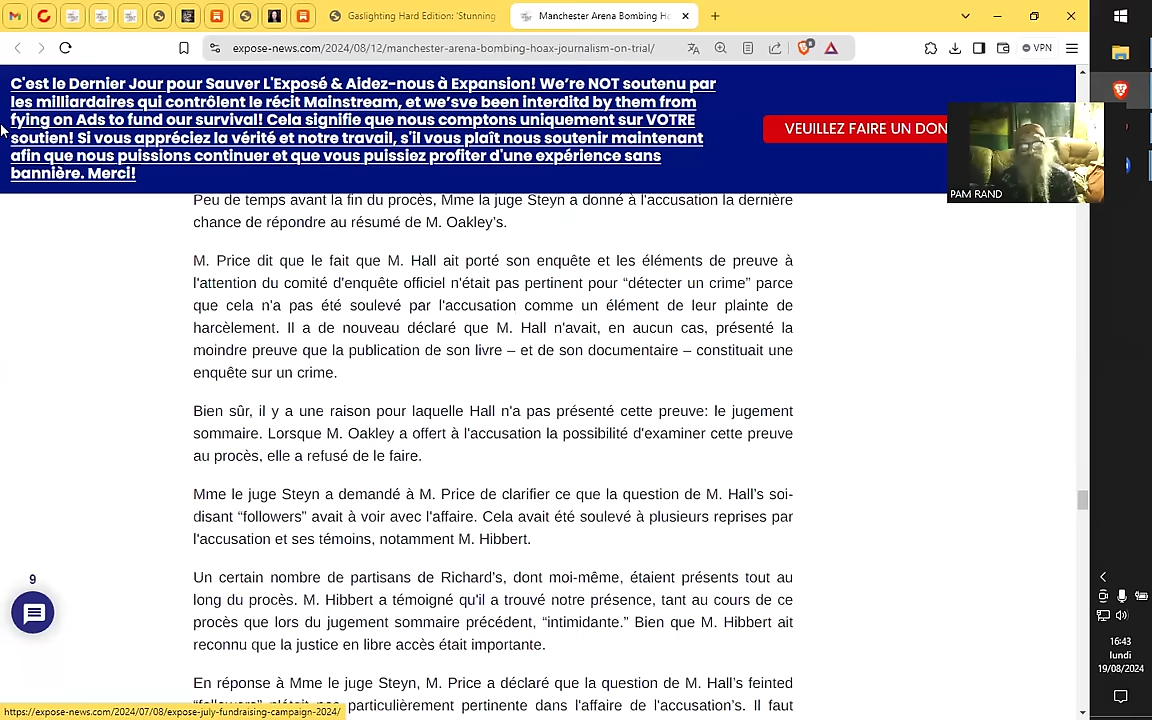 Gaslighting Hard Edition: 'Stunning
Manchester Arena Bombing Ho
expose-news.com/2024/08/12/manchester-arena-bombing-hoax-journalism-on-trial/
VPN
C'est le Dernier Jour pour Sauver L'Exposé & Aidez-nous à Expansion! We're NOT soutenu par
les milliardaires qui contrôlent le récit Mainstream, et we'sve been interditd by them from
fying on Ads to fund our survival! Cela signifie que nous comptons uniquement sur VOTRE
soutien! Si vous appréciez la vérité et notre travail, s'il vous plaît nous soutenir maintenant
afin que nous puissions continuer et que vous puissiez profiter d'une expérience sans
bannière. Merci!
VEUILLEZ FAIRE UN DON
PAM RAND
Peu de temps avant la fin du procès, Mme la juge Steyn a donné à l'accusation la dernière
chance de répondre au résumé de M. Oakley's.
M. Price dit que le fait que M. Hall ait porté son enquête et les éléments de preuve à
l'attention du comité d'enquête officiel n'était pas pertinent pour “détecter un crime” parce
que cela n'a pas été soulevé par l'accusation comme un élément de leur plainte de
harcèlement. Il a de nouveau déclaré que M. Hall n'avait, en aucun cas, présenté la
moindre preuve que la publication de son livre – et de son documentaire – constituait une
enquête sur un crime.
Bien sûr, il y a une raison pour laquelle Hall n'a pas présenté cette preuve: le jugement
sommaire. Lorsque M. Oakley a offert à l'accusation la possibilité d'examiner cette preuve
au procès, elle a refusé de le faire.
Mme le juge Steyn a demandé à M. Price de clarifier ce que la question de M. Hall's soi-
disant “followers” avait à voir avec l'affaire. Cela avait été soulevé à plusieurs reprises par
l'accusation et ses témoins, notamment M. Hibbert.
Un certain nombre de partisans de Richard's, dont moi-même, étaient présents tout au
long du procès. M. Hibbert a témoigné qu'il a trouvé notre présence, tant au cours de ce
procès que lors du jugement sommaire précédent, “intimidante.” Bien que M. Hibbert ait
reconnu que la justice en libre accès était importante.
En réponse à Mme le juge Steyn, M. Price a déclaré que la question de M. Hall's feinted
particulièrement pertinente dans l'affaire de l'accusation's. Il faut
9
https://expose-news.com/2024/07/08/expose-july-fundraising-campaign-2024/
16:43
lundi
19/08/2024